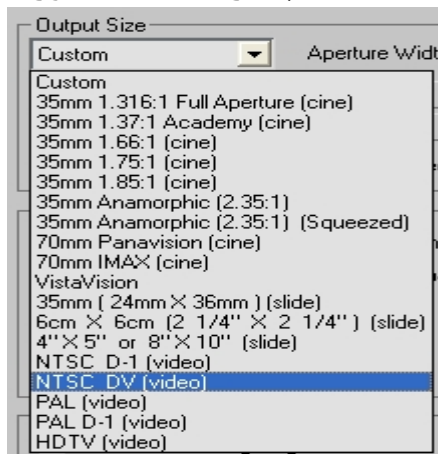 Output Size
Custom
Aperture Widt
Custom
35mm 1.316:1 Full Aperture (cine)
35mm 1.37:1 Academy (cine)
35mm 1.66:1 (cine)
35mm 1.75:1 (cine)
35mm 1.85:1 (cine)
35mm Anamorphic (2.35:1)
35mm Anamorphic (2.35:1) (Squeezed)
70mm Panavision (cine)
70mm IMAX (cine)
VistaVision
35mm ( 24mm X 36mm ) (slide)
6cm X 6cm (2 1/4" X 2 1/4" ) (slide)
4" X 5" or 8" X 10" (slide)
NTSC D-1 (video)
NTSC DV (video)
PAL (video)
PAL D-1 (video)
HDTV (video)